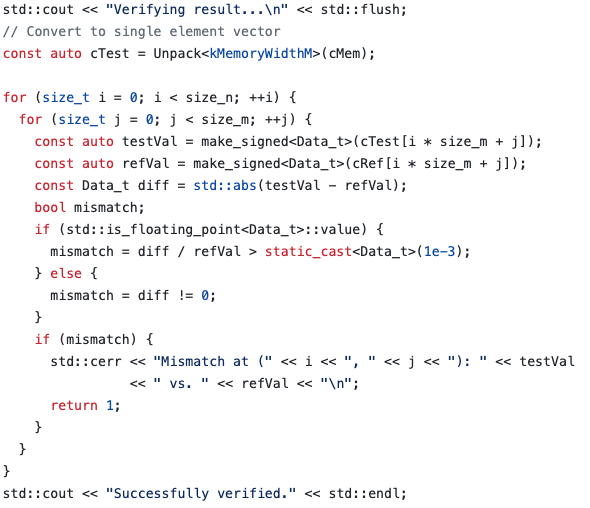 std::cout << "Verifying result...\n" << std::flush;
// Convert to single element vector
const auto cTest = Unpack<kMemoryWidthM>(cMem);

for (size_t i = 0; i < size_n; ++i) {
  for (size_t j = 0; j < size_m; ++j) {
    const auto testVal = make_signed<Data_t>(cTest[i * size_m + j]);
    const auto refVal = make_signed<Data_t>(cRef[i * size_m + j]);
    const Data_t diff = std::abs(testVal - refVal);
    bool mismatch;
    if (std::is_floating_point<Data_t>::value) {
      mismatch = diff / refVal > static_cast<Data_t>(1e-3);
    } else {
      mismatch = diff != 0;
    }
    if (mismatch) {
      std::cerr << "Mismatch at (" << i << ", " << j << "): " << testVal
                << " vs. " << refVal << "\n";
      return 1;
    }
  }
}
std::cout << "Successfully verified." << std::endl;